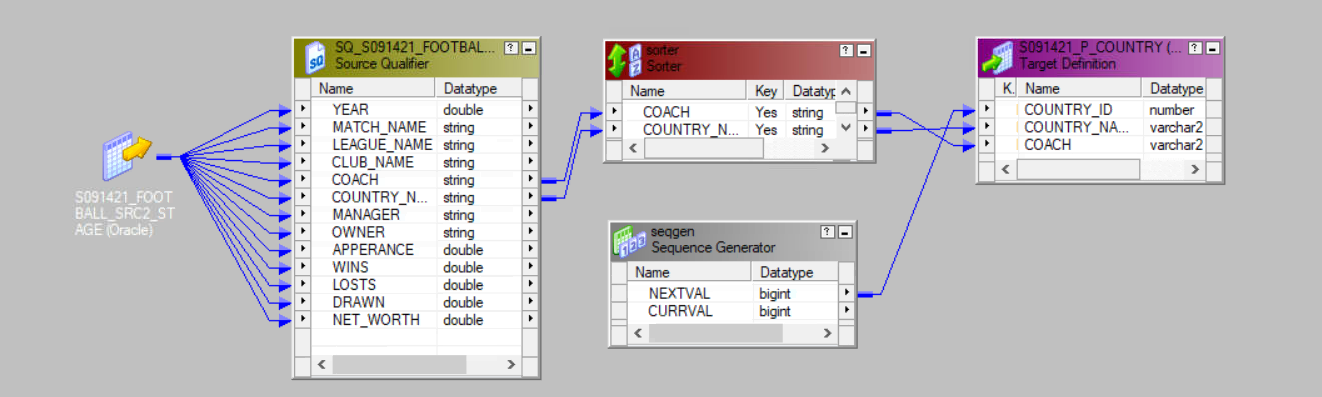 S091421_FOOT
BALL_SRC2_ST
AGE (Oracle)
SQ_S091421_FOOTBAL...
Source Qualifier
Name Datatype
YEAR double
MATCH_NAME string
LEAGUE_NAME string
CLUB_NAME string
COACH string
COUNTRY_N... string
MANAGER string
OWNER string
APPERANCE double
WINS double
LOSTS double
DRAWN double
NET_WORTH double
sorter
Sorter
Name Key Datatyp
COACH Yes string
COUNTRY_N... Yes string
seqgen
Sequence Generator
Name Datatype
NEXTVAL bigint
CURRVAL bigint
S091421_P_COUNTRY (...
Target Definition
K. Name Datatype
COUNTRY_ID number
COUNTRY_NA... varchar2
COACH varchar2